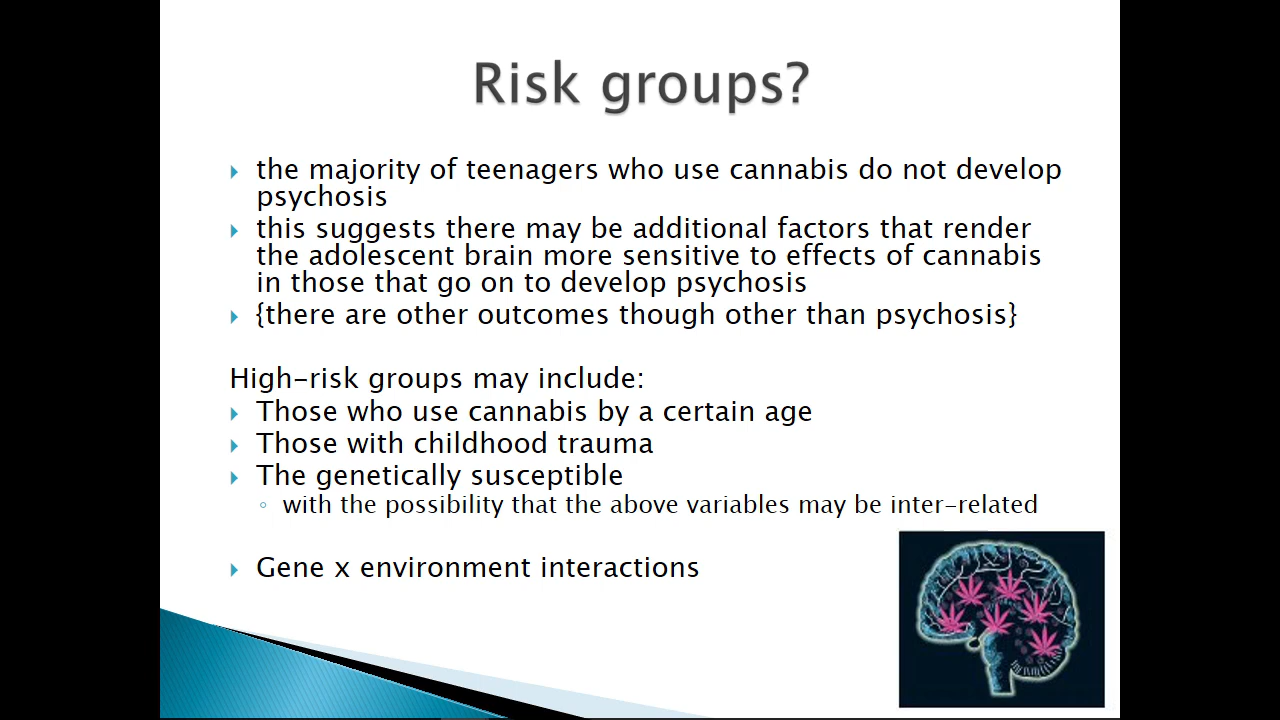 Risk groups?
the majority of teenagers who use cannabis do not develop
psychosis
this suggests there may be additional factors that render
the adolescent brain more sensitive to effects of cannabis
in those that go on to develop psychosis
{there are other outcomes though other than psychosis}
High-risk groups may include:
Those who use cannabis by a certain age
Those with childhood trauma
The genetically susceptible
with the possibility that the above variables may be inter-related
Gene x environment interactions